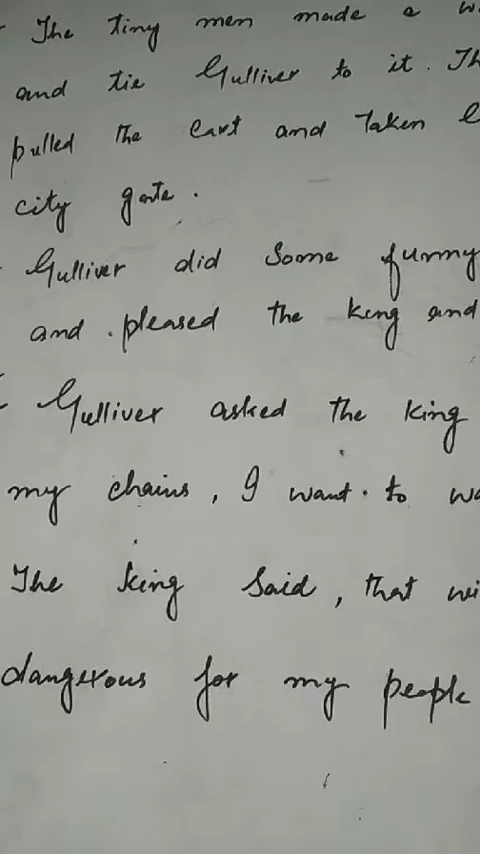 The tiny men made a
and tie Gulliver to it. Th
pulled the cart and taken
city gate.
Gulliver did some funny
and pleased the king and
Gulliver asked the king
my chains, I want to
The king said, that
dangerous for my people